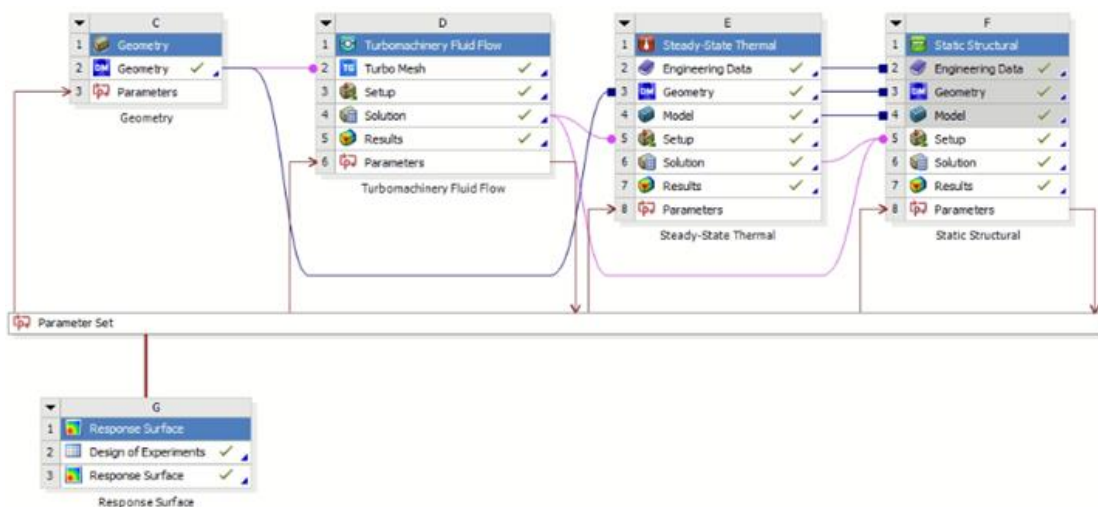 C
1 Geometry
2 DM Geometry
3 Parameters
Geometry
D
1 Turbomachinery Fluid Flow
2 TG Turbo Mesh
3 Setup
4 Solution
5 Results
6 Parameters
Turbomachinery Fluid Flow
E
1 Steady-State Thermal
2 Engineering Data
3 DM Geometry
4 Model
5 Setup
6 Solution
7 Results
8 Parameters
Steady-State Thermal
F
1 Static Structural
2 Engineering Data
3 DM Geometry
4 Model
5 Setup
6 Solution
7 Results
8 Parameters
Static Structural
Parameter Set
G
1 Response Surface
2 Design of Experiments
3 Response Surface
Response Surface